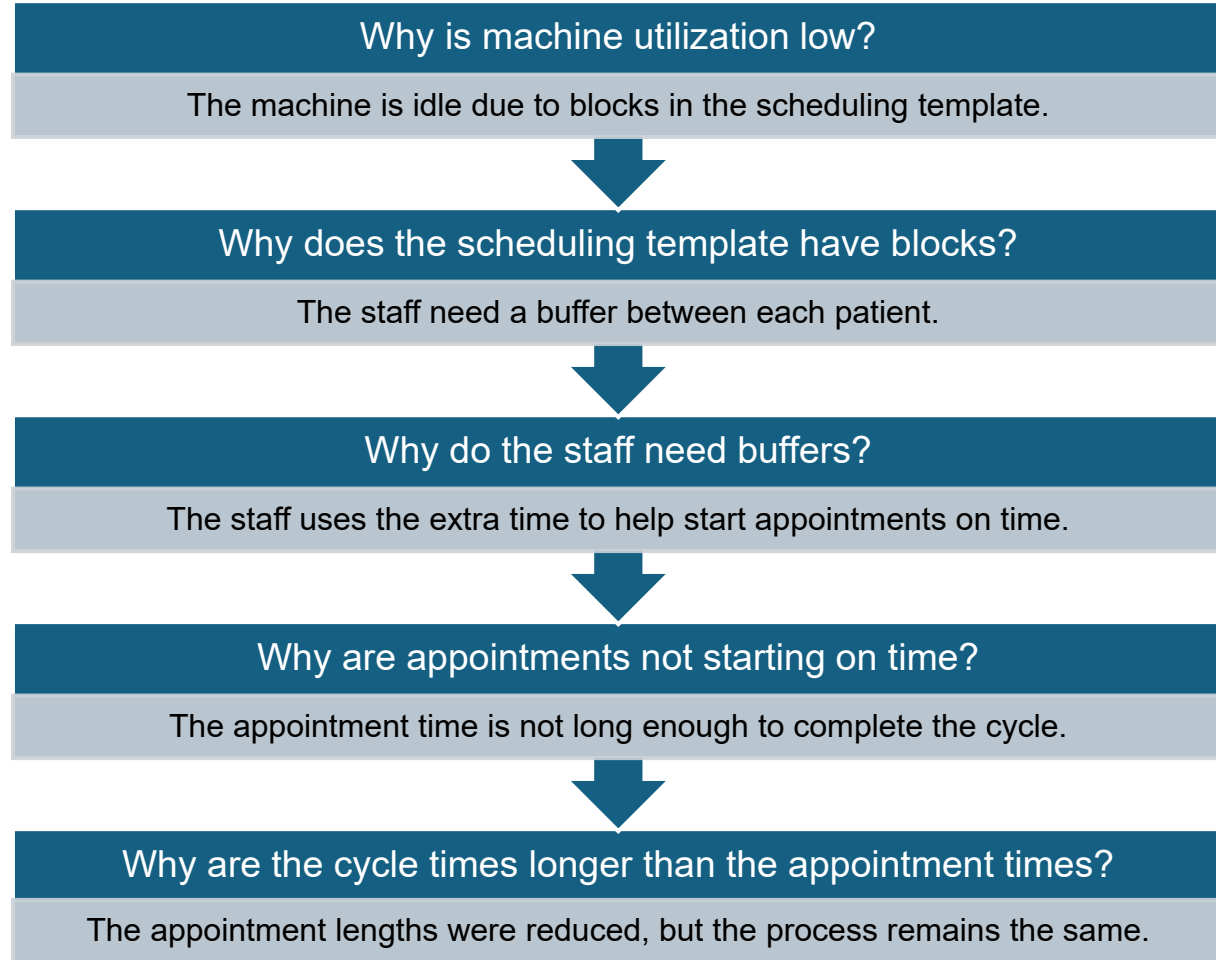 Why is machine utilization low?
The machine is idle due to blocks in the scheduling template.
Why does the scheduling template have blocks?
The staff need a buffer between each patient.
Why do the staff need buffers?
The staff uses the extra time to help start appointments on time.
Why are appointments not starting on time?
The appointment time is not long enough to complete the cycle.
Why are the cycle times longer than the appointment times?
The appointment lengths were reduced, but the process remains the same.